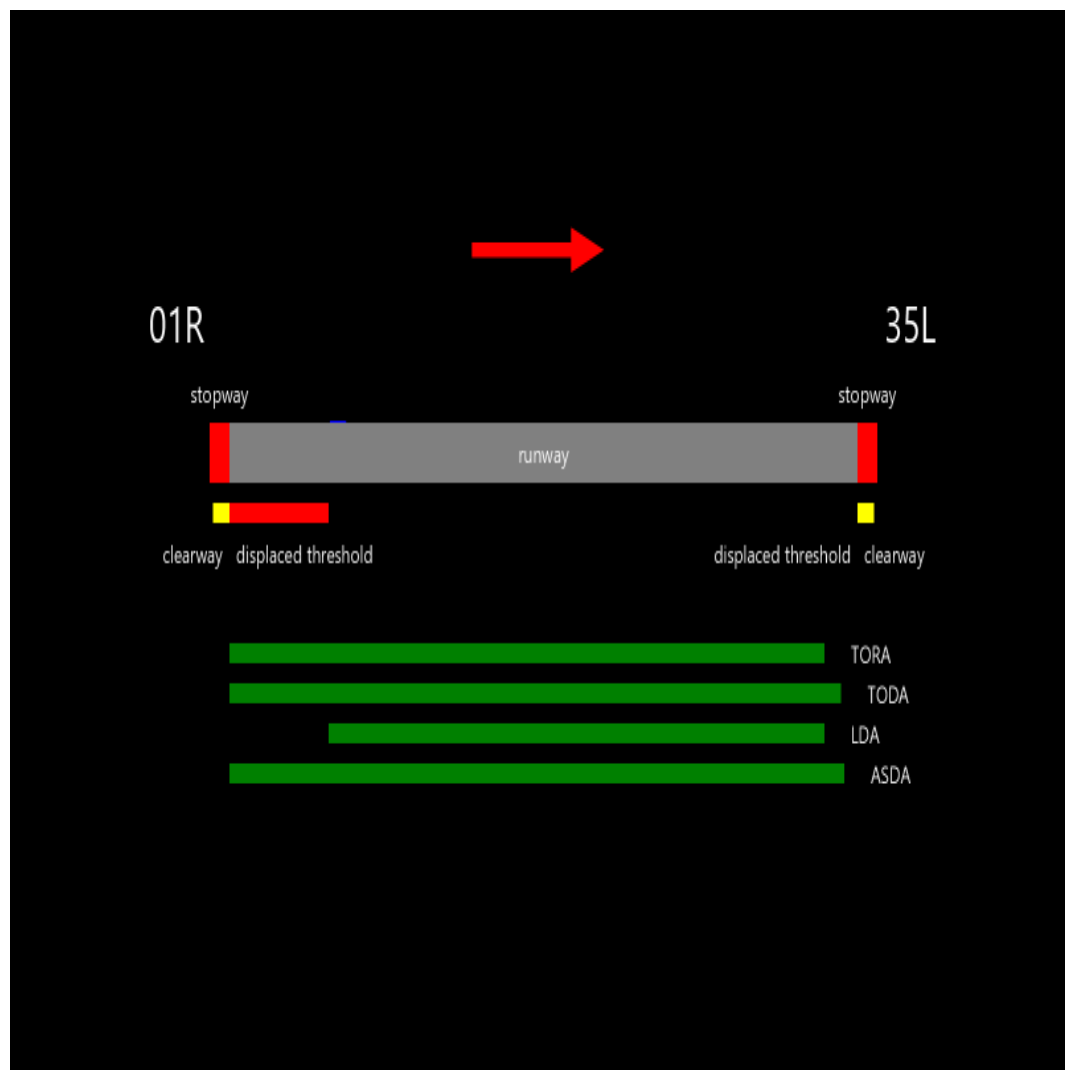 01R 35L
stopway stopway
runway
clearway displaced threshold displaced threshold clearway
TORA
TODA
LDA
ASDA